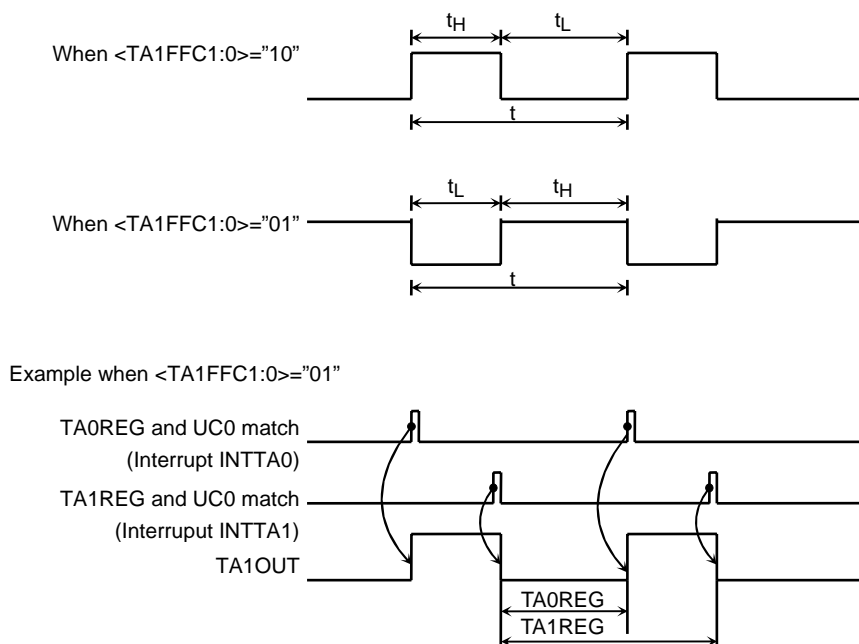 tH tL
When <TA1FFC1:0>=”10”
t
tL tH
When <TA1FFC1:0>=”01”
t
Example when <TA1FFC1:0>=”01”
TA0REG and UC0 match
(Interrupt INTTA0)
TA1REG and UC0 match
(Interruput INTTA1)
TA1OUT
TA0REG
TA1REG